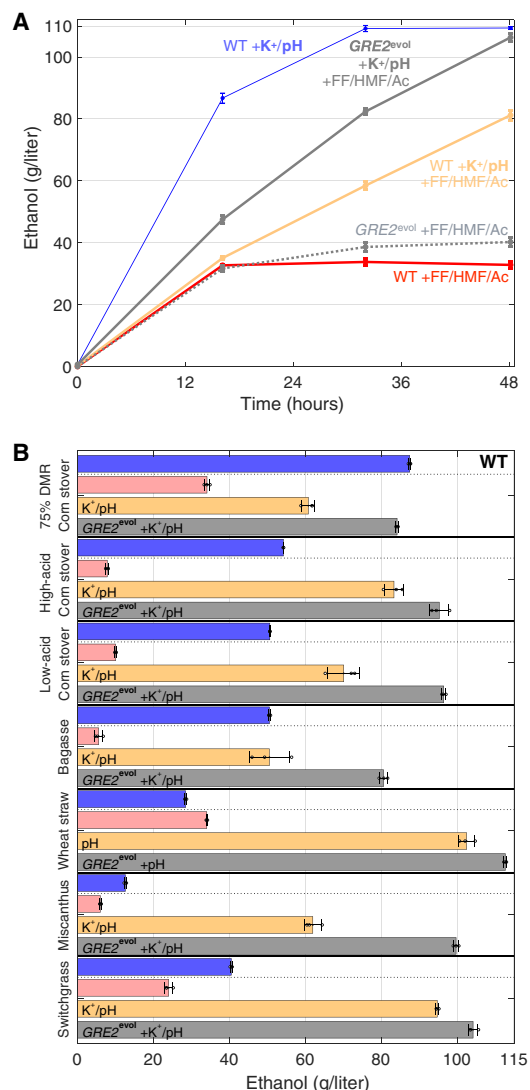 A
Ethanol (g/liter)
110
100
80
60
40
20
0
WT +K+/pH
GRE2evol
+K+/pH
+FF/HMF/Ac
WT +K+/pH
+FF/HMF/Ac
GRE2evol +FF/HMF/Ac
WT +FF/HMF/Ac
0 12 24 36 48
Time (hours)
B
WT
75% DMR
Corn stover
K+/pH
GRE2evol +K+/pH
High-acid
Corn stover
K+/pH
GRE2evol +K+/pH
Low-acid
Corn stover
K+/pH
GRE2evol +K+/pH
Bagasse
K+/pH
GRE2evol +K+/pH
Wheat straw
pH
GRE2evol +pH
Miscanthus
K+/pH
GRE2evol +K+/pH
Switchgrass
K+/pH
GRE2evol +K+/pH
0 20 40 60 80 100 115
Ethanol (g/liter)